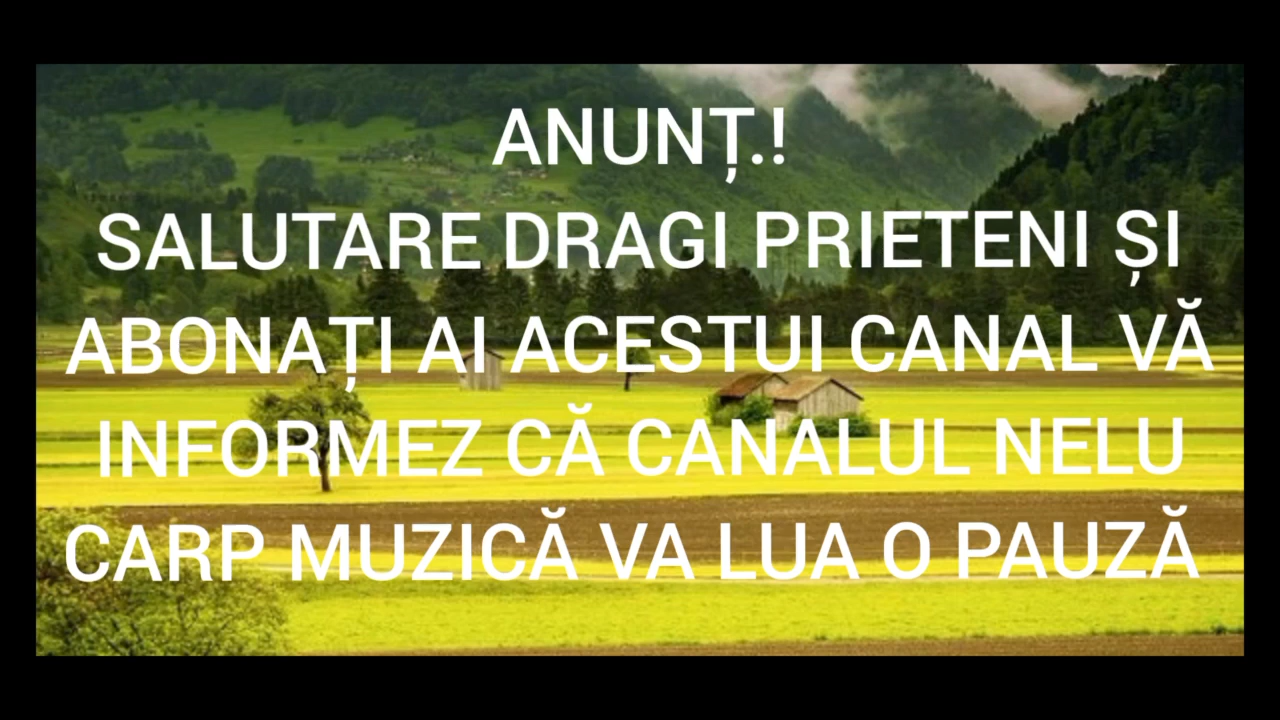 ANUNȚ.!
SALUTARE DRAGI PRIETENI ȘI
ABONAȚI AI ACESTUI CANAL VĂ
INFORMEZ CĂ CANALUL NELU
CARP MUZICĂ VA LUA O PAUZĂ